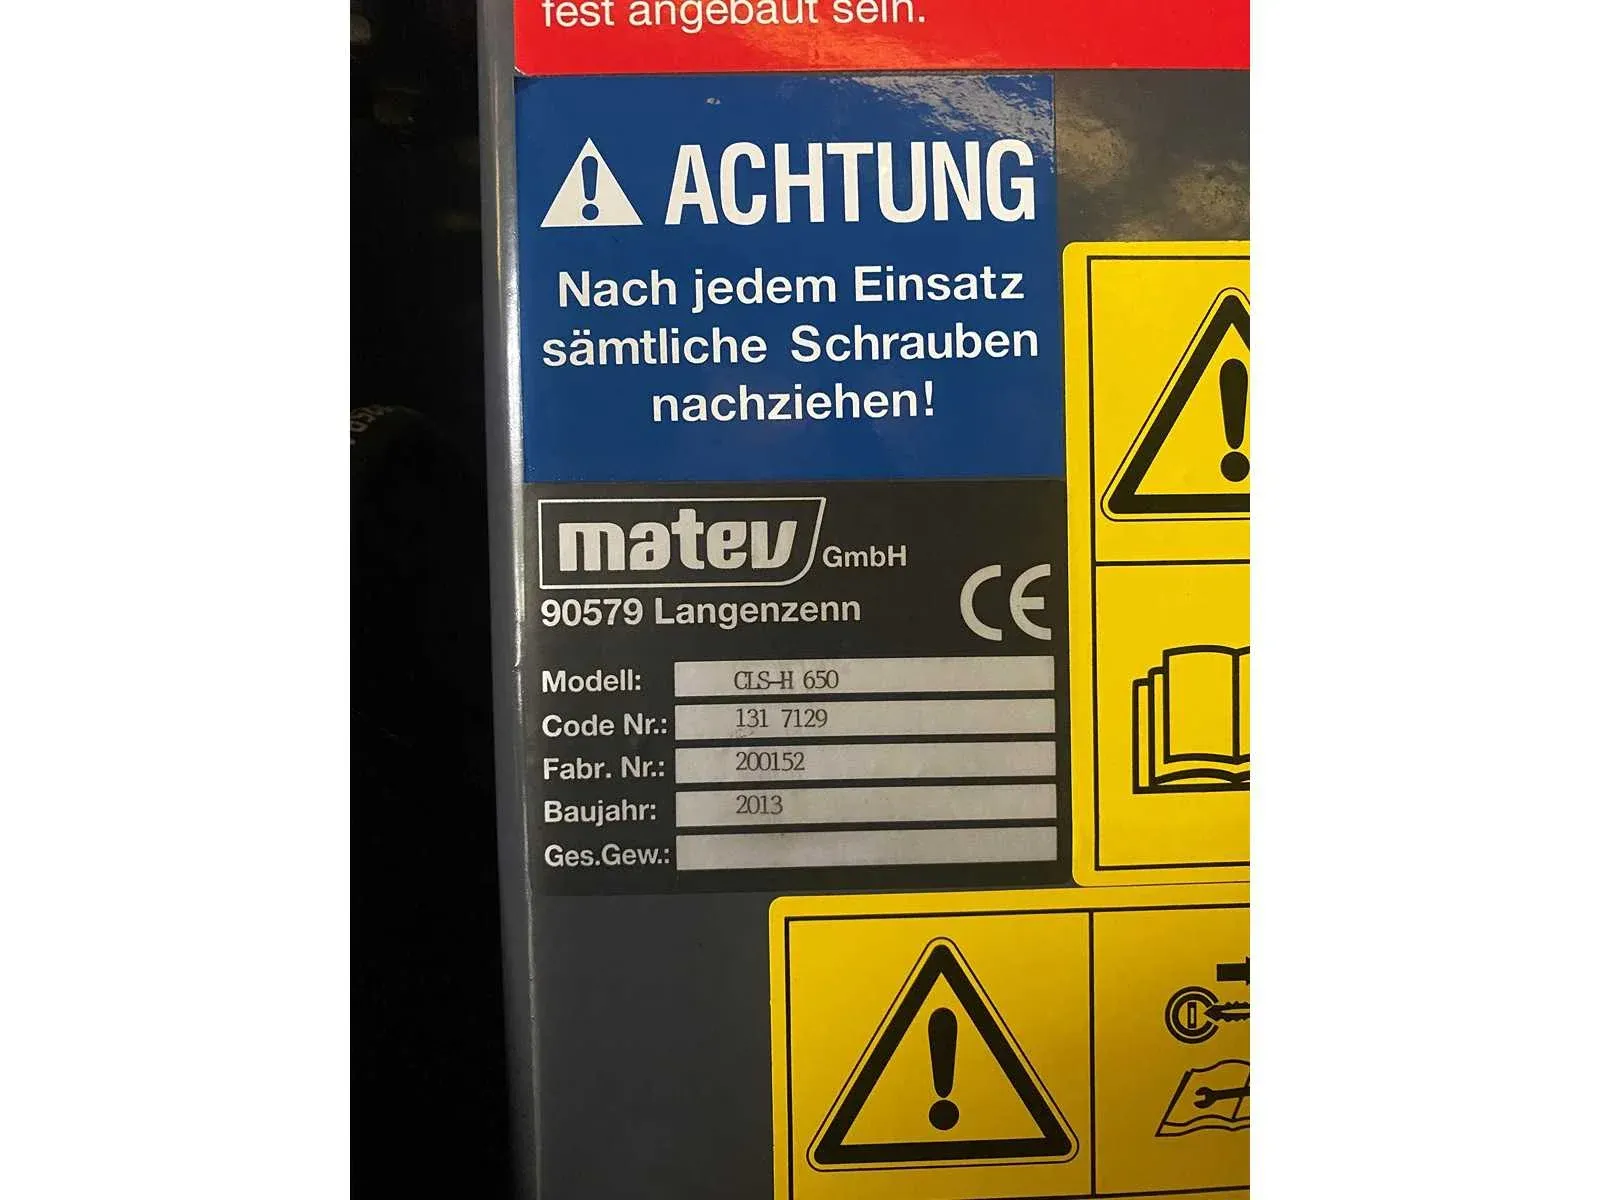 fest angebaut sein.
ACHTUNG
Nach jedem Einsatz
sämtliche Schrauben
nachziehen!
matev GmbH
90579 Langenzenn
CE
Modell: CLS-H 650
Code Nr.: 131 7129
Fabr. Nr.: 200152
Baujahr: 2013
Ges.Gew.: